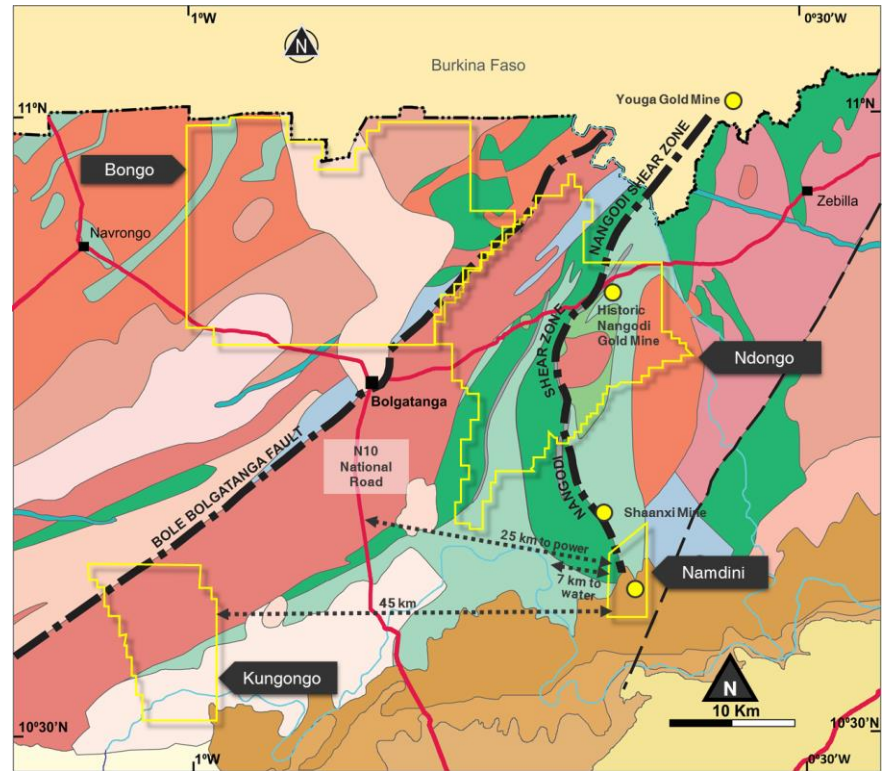 1°W
0°30'W
N
Burkina Faso
Youga Gold Mine
11°N
11°N
Bongo
NANGODI SHEAR ZONE
Zebilla
Navrongo
Historic
Nangodi
Gold Mine
SHEAR ZONE
Ndongo
Bolgatanga
BOLE BOLGATANGA FAULT
N10
National
Road
NANGODI
Shaanxi Mine
25 km to power
7 km to
water
Namdini
45 km
Kungongo
N
10 Km
10°30'N
10°30'N
1°W
0°30'W